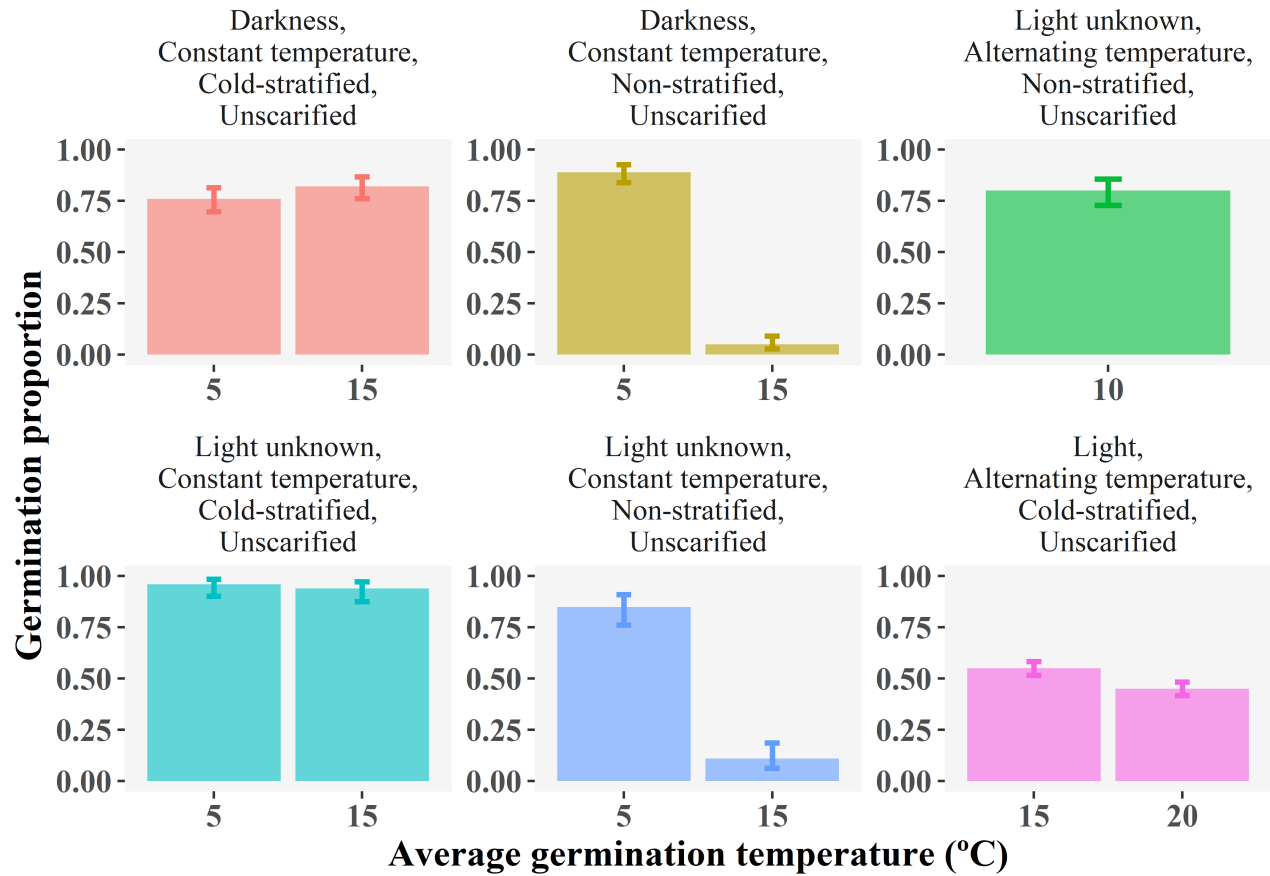 Darkness,
Constant temperature,
Cold-stratified,
Unscarified
Darkness,
Constant temperature,
Non-stratified,
Unscarified
Light unknown,
Alternating temperature,
Non-stratified,
Unscarified
1.00
0.75
0.50
0.25
0.00
5 15
1.00
0.75
0.50
0.25
0.00
5 15
1.00
0.75
0.50
0.25
0.00
10
Germination proportion
Light unknown,
Constant temperature,
Cold-stratified,
Unscarified
Light unknown,
Constant temperature,
Non-stratified,
Unscarified
Light,
Alternating temperature,
Cold-stratified,
Unscarified
1.00
0.75
0.50
0.25
0.00
5 15
1.00
0.75
0.50
0.25
0.00
5 15
1.00
0.75
0.50
0.25
0.00
15 20
Average germination temperature (ºC)